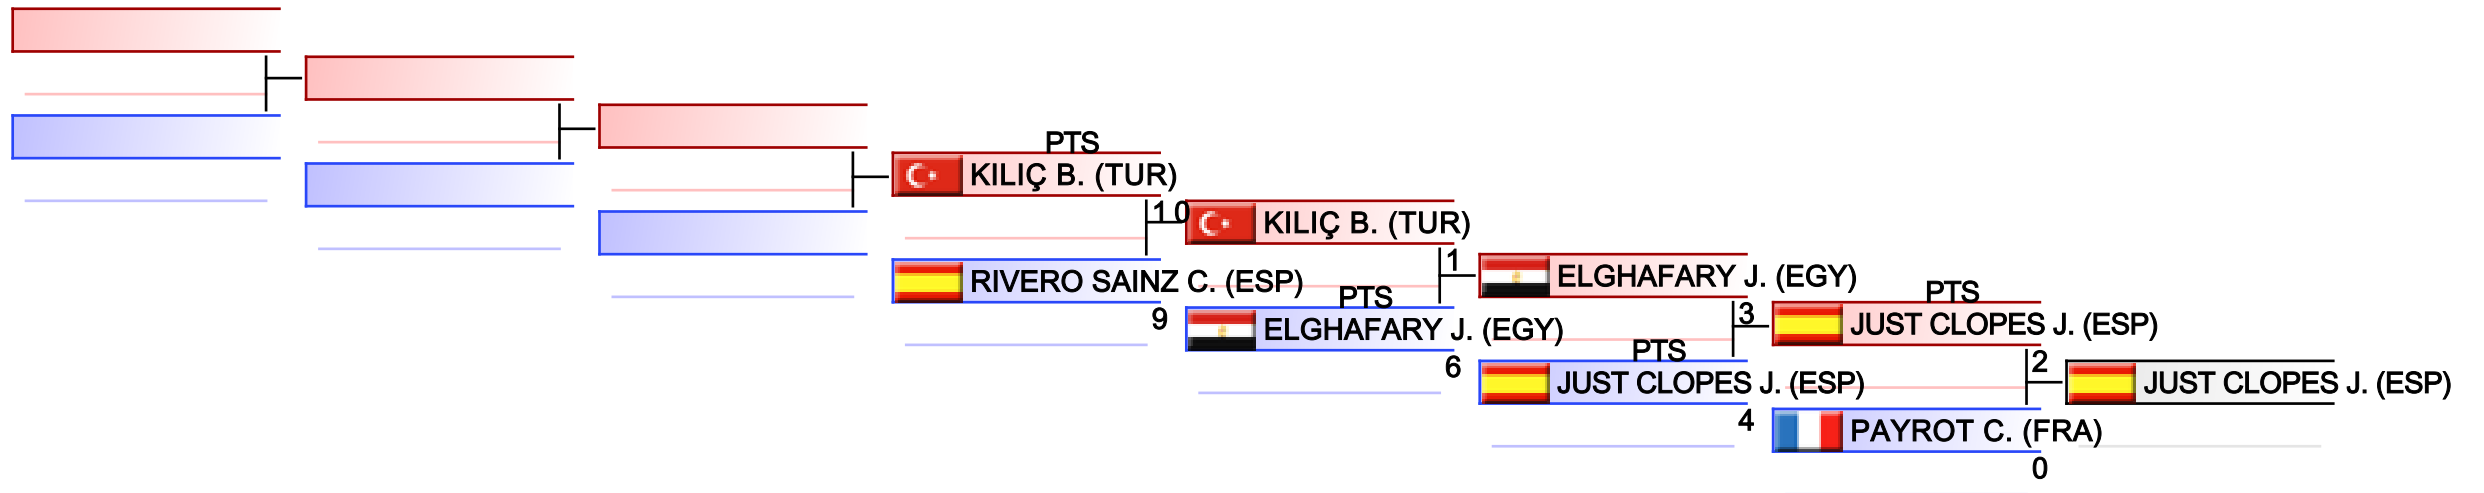 PTS
KILIÇ B. (TUR)
10
RIVERO SAINZ C. (ESP)
9
KILIÇ B. (TUR)
1
PTS
ELGHAFARY J. (EGY)
6
ELGHAFARY J. (EGY)
3
PTS
JUST CLOPES J. (ESP)
4
PTS
JUST CLOPES J. (ESP)
2
PAYROT C. (FRA)
0
JUST CLOPES J. (ESP)